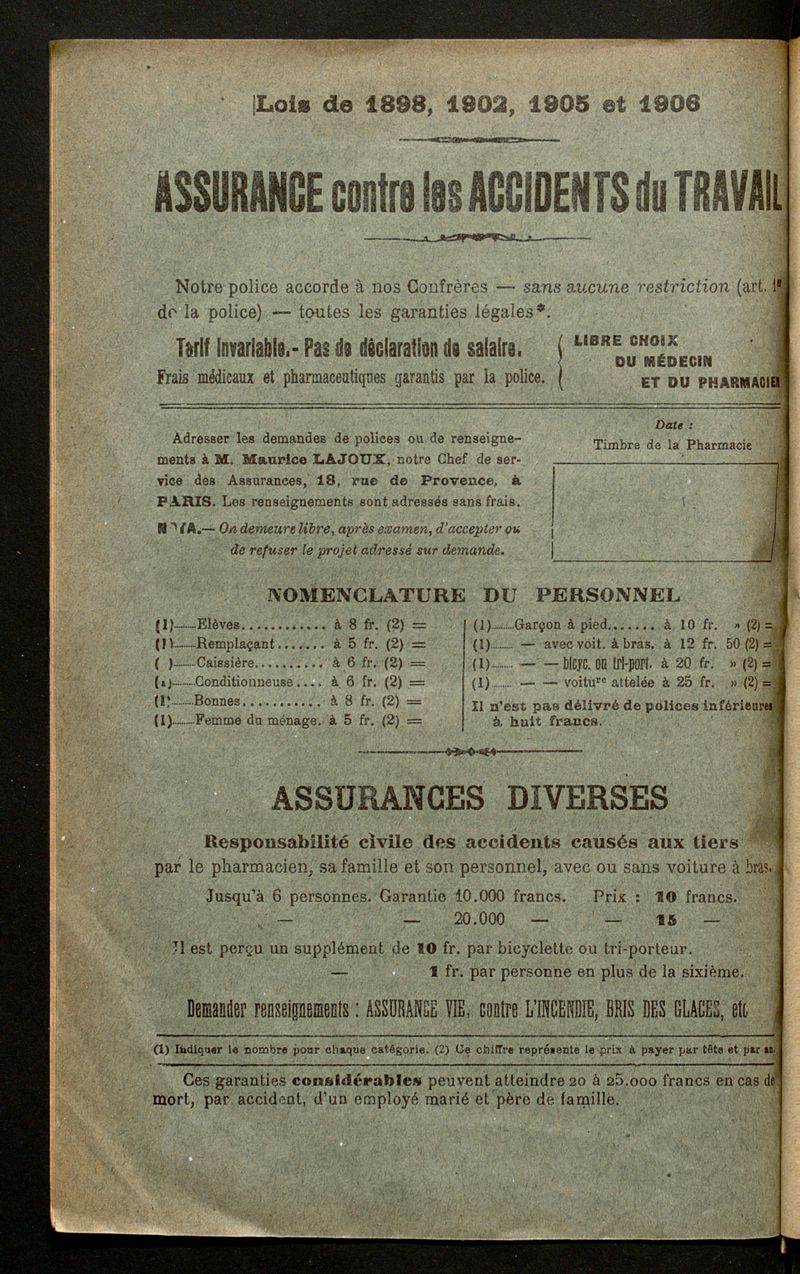 Lois de 1898, 1902, 1905 et 1906
ASSURANCE contre les ACCIDENTS du TRAVAIL
Notre police accorde à nos Confrères — sans aucune restriction (art. 1er
de la police) — toutes les garanties légales*.
Tarif Invariable.- Pas de déclaration de salaire.
Frais médicaux et pharmaceutiques garantis par la police.
LIBRE CHOIX
DU MÉDECIN
ET DU PHARMACIEN
Adresser les demandes de polices ou de renseigne-
ments à M. Maurice LAJOUX, notre Chef de ser-
vice des Assurances, 18, rue de Provence, à
PARIS. Les renseignements sont adressés sans frais.
NOTA.— On demeure libre, après examen, d'accepter ou
de refuser le projet adressé sur demande.
Date :
Timbre de la Pharmacie
NOMENCLATURE DU PERSONNEL
(1)......Elèves............ à 8 fr. (2) =
(1)......Remplaçant....... à 5 fr. (2) =
( )......Caissière.......... à 6 fr. (2) =
(1)......Conditionneuse.... à 6 fr. (2) =
(1)......Bonnes........... à 8 fr. (2) =
(1)......Femme du ménage. à 5 fr. (2) =
(1)......Garçon à pied....... à 10 fr. » (2) =
(1)...... — avec voit. à bras. à 12 fr. 50 (2) =
(1)...... — — bicyc. ou tri-port. à 20 fr. » (2) =
(1)...... — — voiture attelée à 25 fr. » (2) =
Il n'est pas délivré de polices inférieures
à huit francs.
ASSURANCES DIVERSES
Responsabilité civile des accidents causés aux tiers
par le pharmacien, sa famille et son personnel, avec ou sans voiture à bras.
Jusqu'à 6 personnes. Garantie 10.000 francs. Prix : 10 francs.
— — 20.000 — — 15 —
Il est perçu un supplément de 10 fr. par bicyclette ou tri-porteur.
— 1 fr. par personne en plus de la sixième.
Demander renseignements : ASSURANCE VIE, contre L'INCENDIE, BRIS DES GLACES, etc
(1) Indiquer le nombre pour chaque catégorie. (2) Ce chiffre représente le prix à payer par tête et par an.
Ces garanties considérables peuvent atteindre 20 à 25.000 francs en cas de
mort, par accident, d'un employé marié et père de famille.